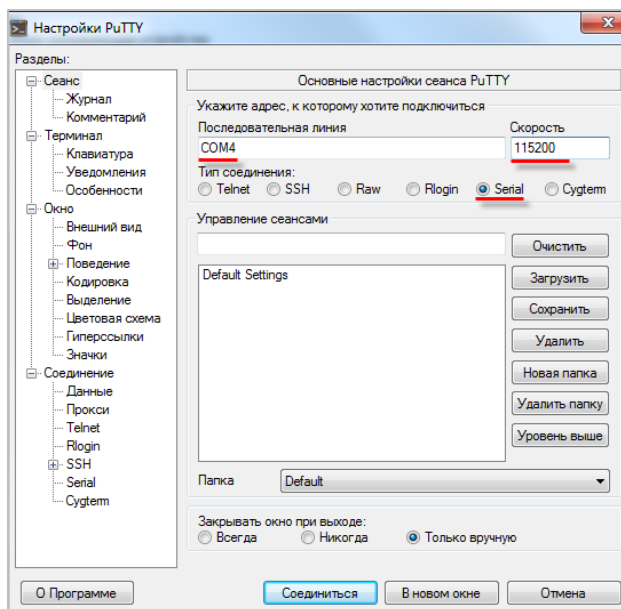 Настройки PuTTY
Разделы:
Сеанс
Журнал
Комментарий
Терминал
Клавиатура
Уведомления
Особенности
Окно
Внешний вид
Фон
Поведение
Кодировка
Выделение
Цветовая схема
Гиперссылки
Значки
Соединение
Данные
Прокси
Telnet
Rlogin
SSH
Serial
Cygterm
Основные настройки сеанса PuTTY
Укажите адрес, к которому хотите подключиться
Последовательная линия Скорость
COM4 115200
Тип соединения:
Telnet SSH Raw Rlogin Serial Cygterm
Управление сеансами
Очистить
Default Settings
Загрузить
Сохранить
Удалить
Новая папка
Удалить папку
Уровень выше
Папка Default
Закрывать окно при выходе:
Всегда Никогда Только вручную
О Программе Соединиться В новом окне Отмена